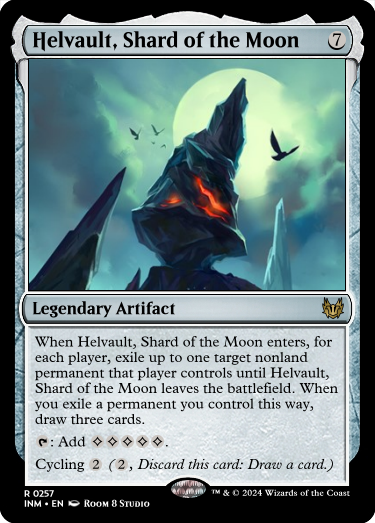 Helvault, Shard of the Moon 7
Legendary Artifact
When Helvault, Shard of the Moon enters, for
each player, exile up to one target nonland
permanent that player controls until Helvault,
Shard of the Moon leaves the battlefield. When
you exile a permanent you control this way,
draw three cards.
: Add .
Cycling 2 (2, Discard this card: Draw a card.)
R 0257
INM • EN Room 8 Studio
™ & © 2024 Wizards of the Coast